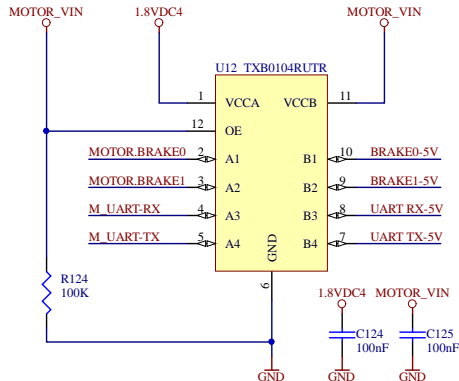 MOTOR_VIN 1.8VDC4 MOTOR_VIN
U12 TXB0104RUTR
1 VCCA VCCB 11
12 OE
MOTOR.BRAKE0 2 A1 B1 10 BRAKE0-5V
MOTOR.BRAKE1 3 A2 B2 9 BRAKE1-5V
M_UART-RX 4 A3 B3 8 UART RX-5V
M_UART-TX 5 A4 B4 7 UART TX-5V
GND
6
R124
100K
1.8VDC4 MOTOR_VIN
C124 C125
100nF 100nF
GND GND GND